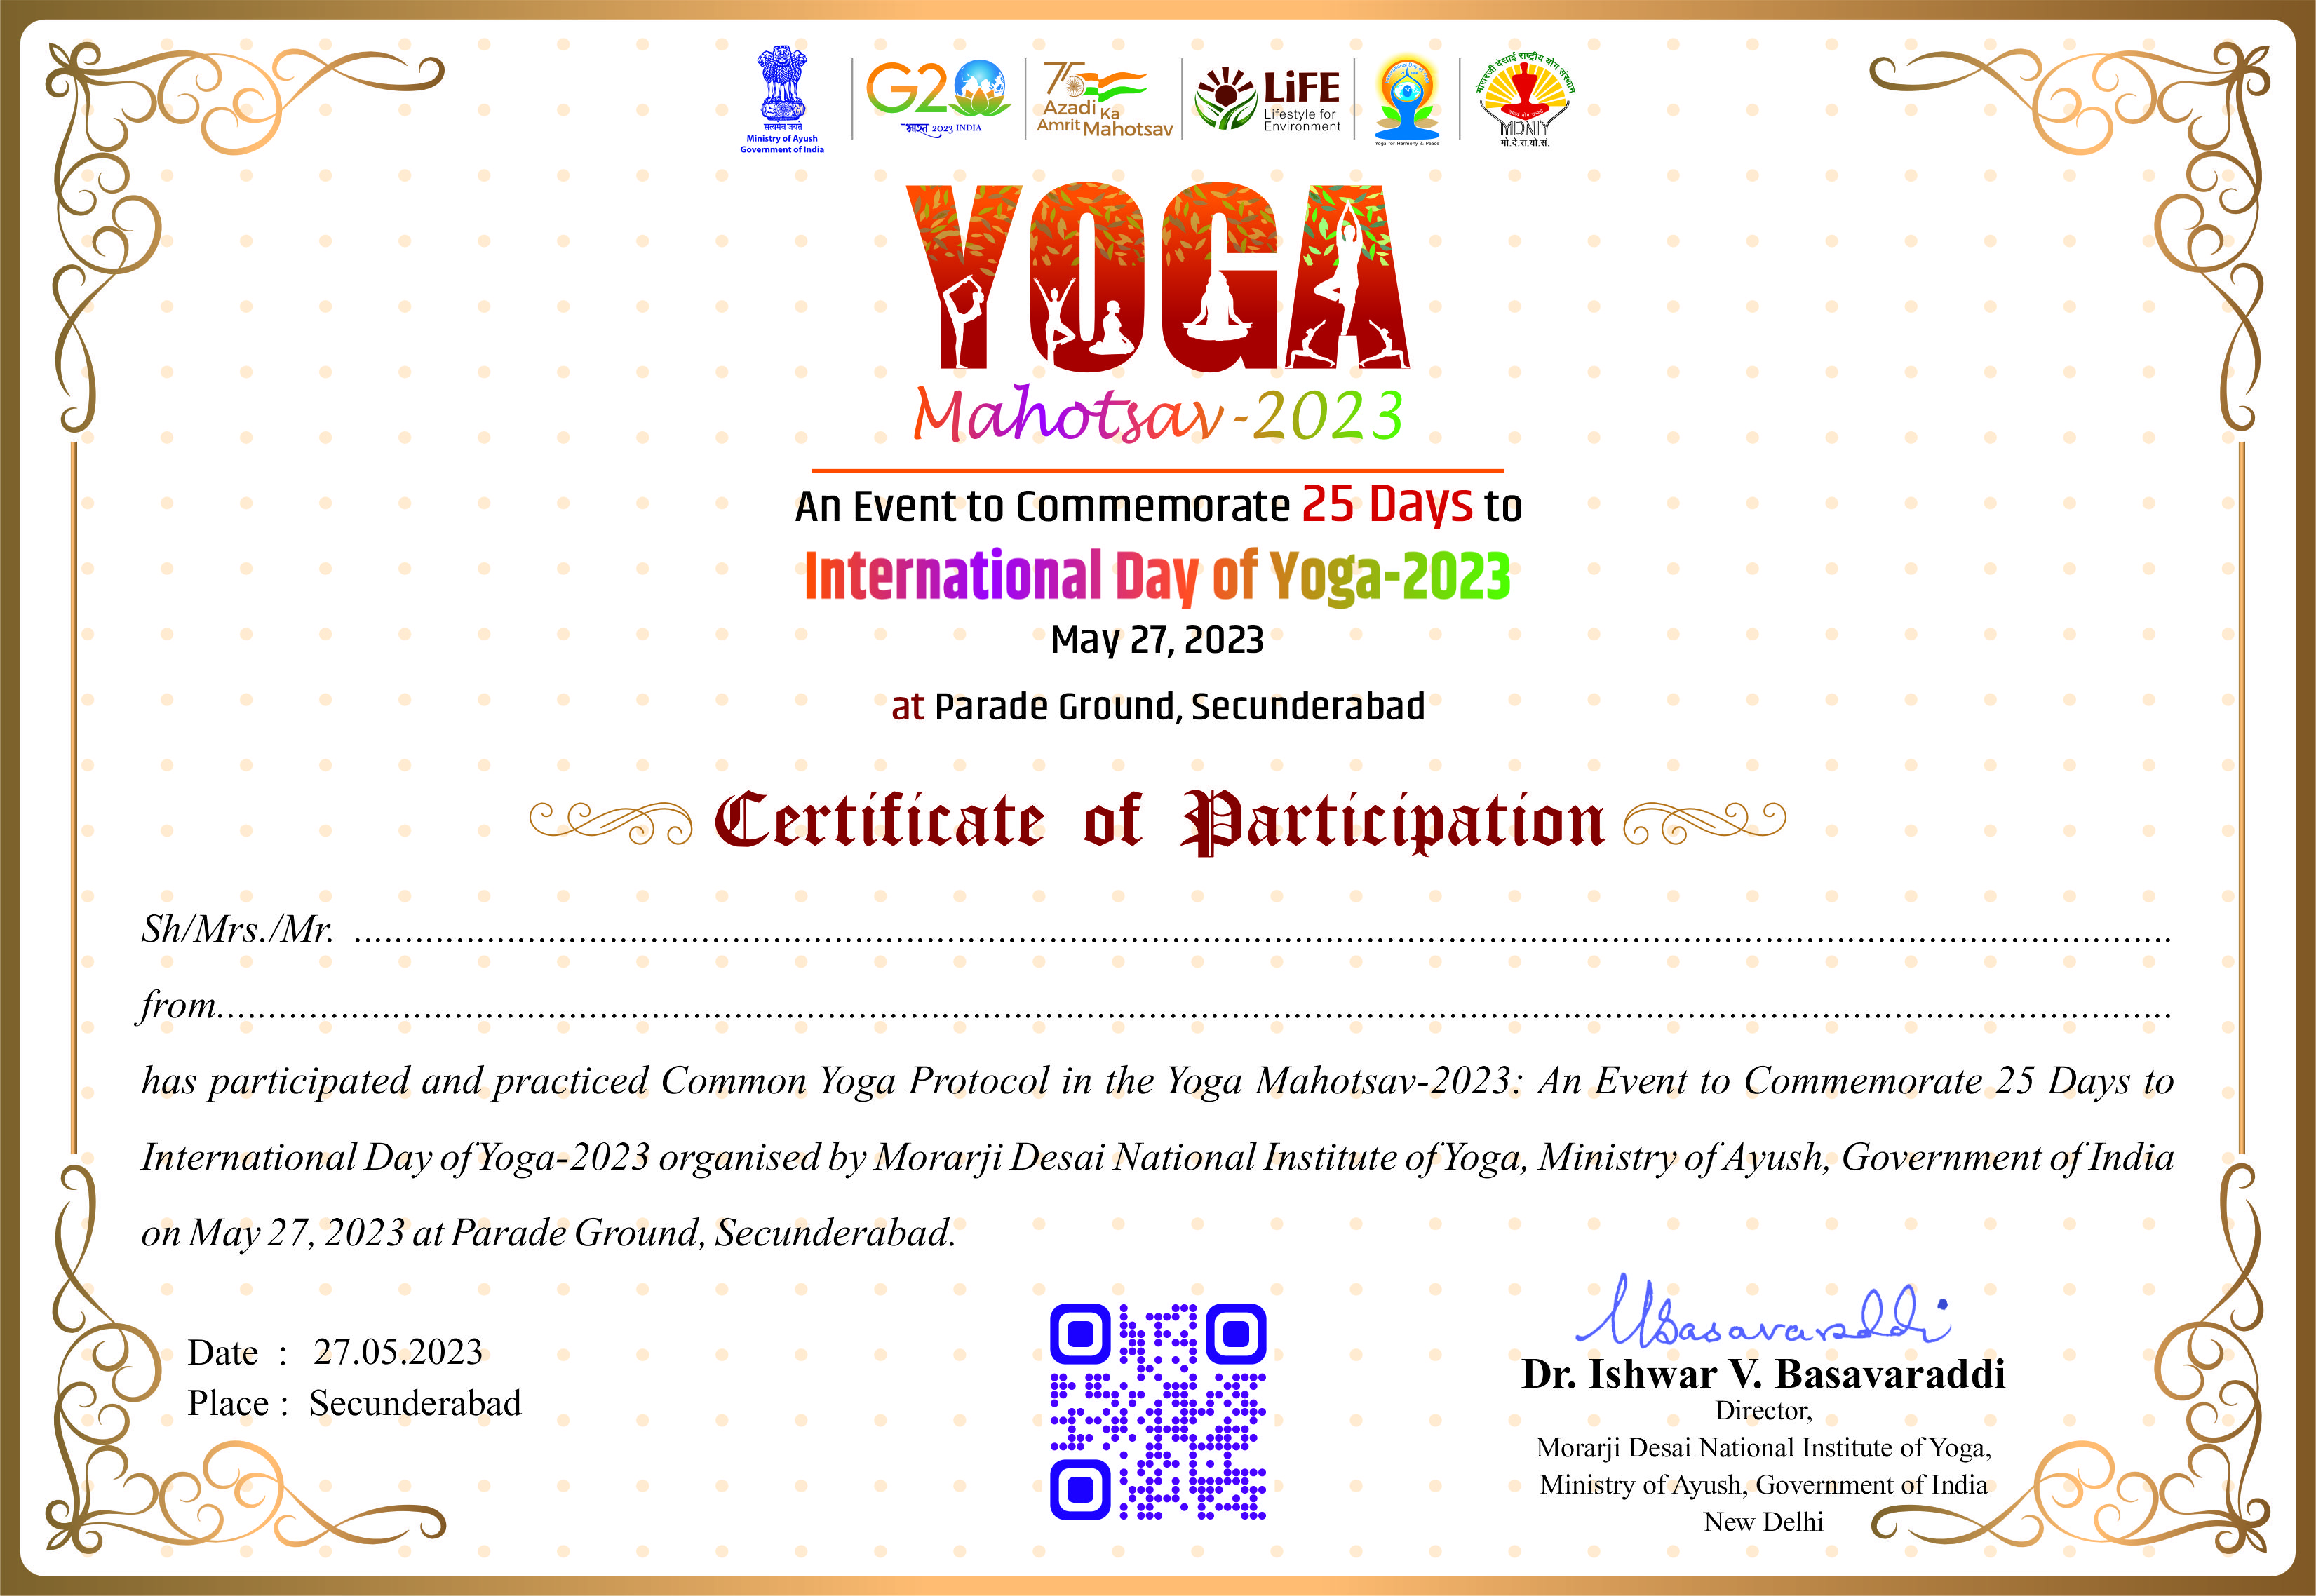 सत्यमेव जयते
Ministry of Ayush
Government of India
G20
भारत 2023 INDIA
75
Azadi Ka
Amrit Mahotsav
LiFE
Lifestyle for
Environment
Yoga for Harmony & Peace
मोरारजी देसाई राष्ट्रीय योग संस्थान
MDNIY
मो.दे.रा.यो.सं.
YOGA
Mahotsav-2023
An Event to Commemorate 25 Days to
International Day of Yoga-2023
May 27, 2023
at Parade Ground, Secunderabad
Certificate of Participation
Sh/Mrs./Mr. ........................................................................
from........................................................................
has participated and practiced Common Yoga Protocol in the Yoga Mahotsav-2023: An Event to Commemorate 25 Days to
International Day of Yoga-2023 organised by Morarji Desai National Institute of Yoga, Ministry of Ayush, Government of India
on May 27, 2023 at Parade Ground, Secunderabad.
Date : 27.05.2023
Place : Secunderabad
Basavaraddi
Dr. Ishwar V. Basavaraddi
Director,
Morarji Desai National Institute of Yoga,
Ministry of Ayush, Government of India
New Delhi